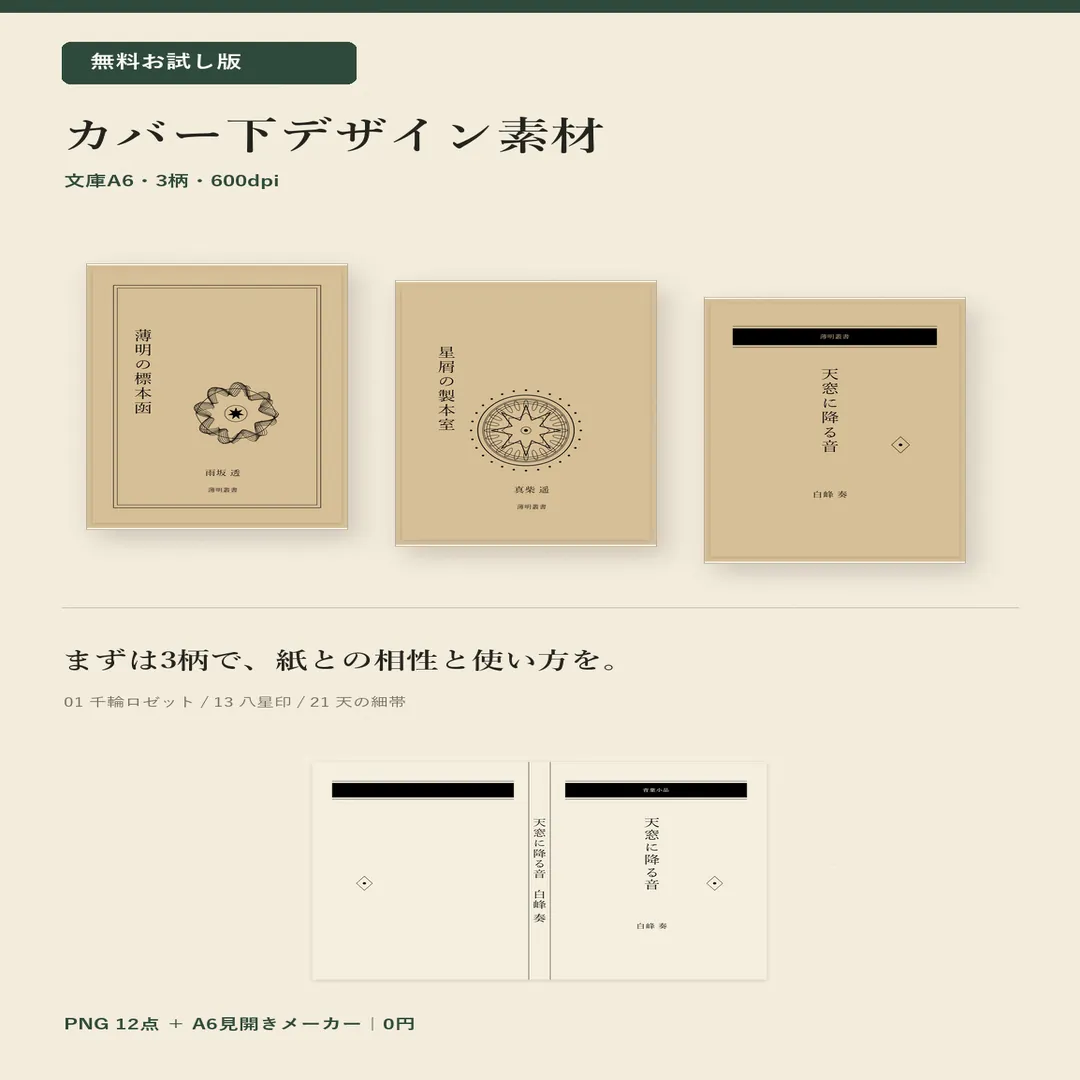 無料お試し版
カバー下デザイン素材
文庫A6・3柄・600dpi
薄明の標本函
雨坂 透
薄明叢書
星屑の製本室
真柴 遥
薄明叢書
薄明叢書
天窓に降る音
白峰 奏
まずは3柄で、紙との相性と使い方を。
01 千輪ロゼット / 13 八星印 / 21 天の細帯
天窓に降る音 白峰 奏
青葉小品
天窓に降る音
白峰 奏
PNG 12点 + A6見開きメーカー | 0円